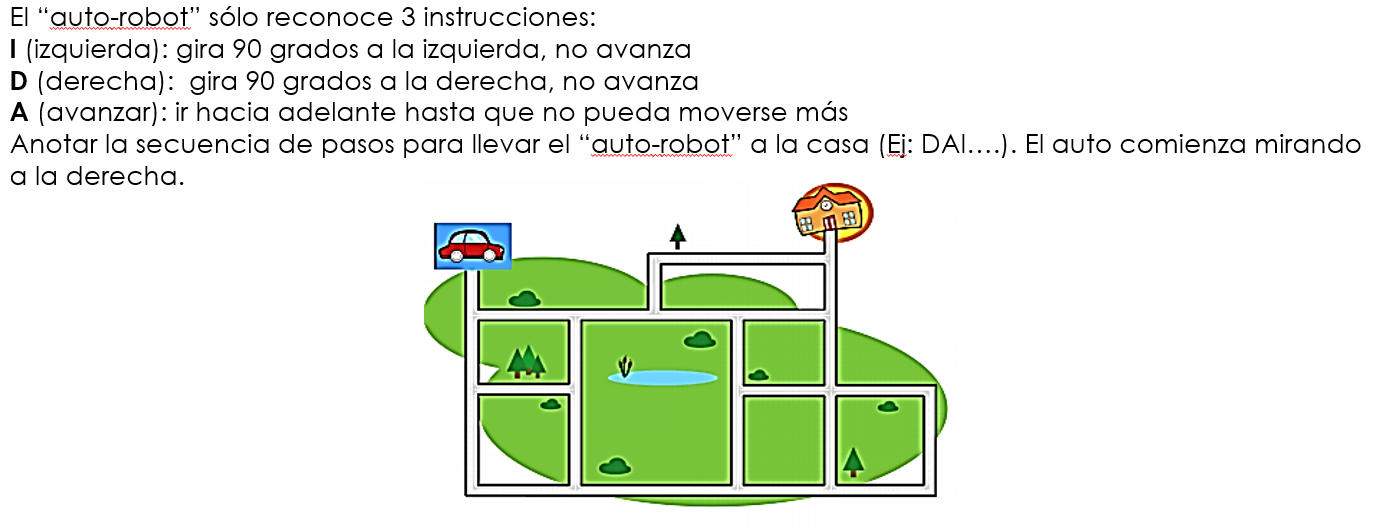 El “auto-robot” sólo reconoce 3 instrucciones:
I (izquierda): gira 90 grados a la izquierda, no avanza
D (derecha):  gira 90 grados a la derecha, no avanza
A (avanzar): ir hacia adelante hasta que no pueda moverse más
Anotar la secuencia de pasos para llevar el “auto-robot” a la casa (Ej: DAI....). El auto comienza mirando
a la derecha.